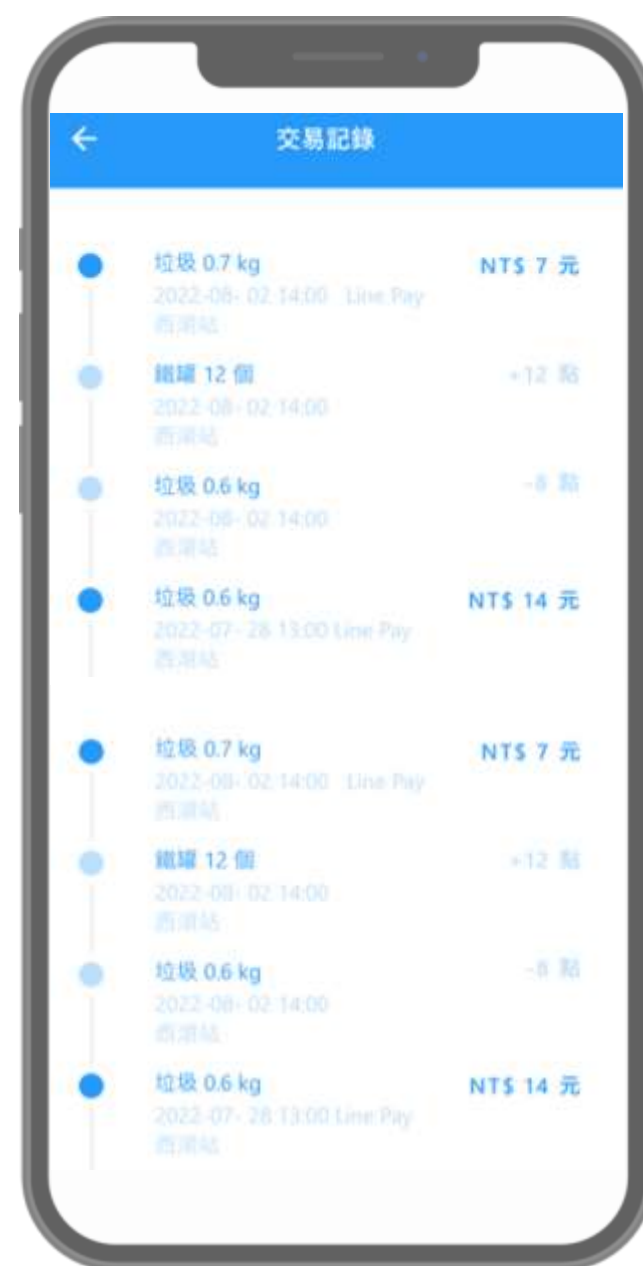 交易記錄
垃圾 0.7 kg NT$ 7 元
2022-08- 02 14:00 Line Pay
西湖站
鐵罐 12 個 +12 點
2022-08- 02 14:00
西湖站
垃圾 0.6 kg -8 點
2022-08- 02 14:00
西湖站
垃圾 0.6 kg NT$ 14 元
2022-07- 28 13:00 Line Pay
西湖站
垃圾 0.7 kg NT$ 7 元
2022-08- 02 14:00 Line Pay
西湖站
鐵罐 12 個 +12 點
2022-08- 02 14:00
西湖站
垃圾 0.6 kg -8 點
2022-08- 02 14:00
西湖站
垃圾 0.6 kg NT$ 14 元
2022-07- 28 13:00 Line Pay
西湖站